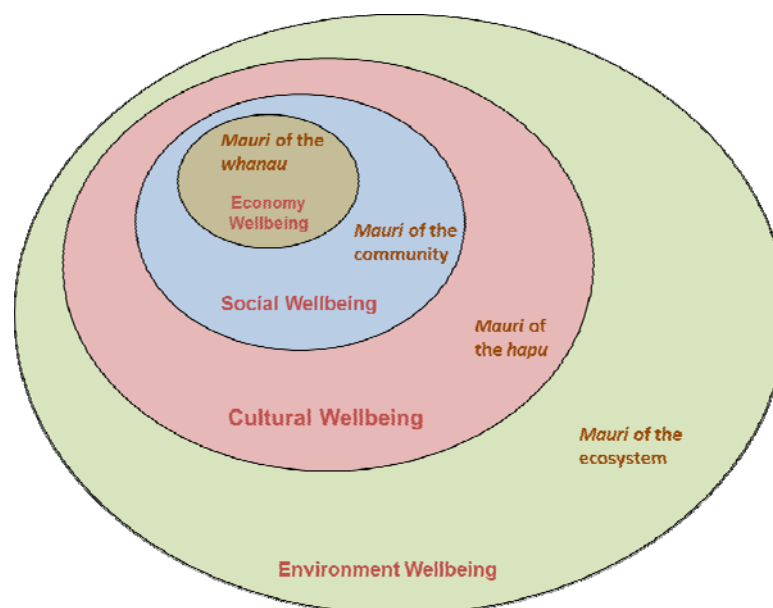 Mauri of the
whanau
Economy
Wellbeing
Mauri of the
community
Social Wellbeing
Mauri of
the hapu
Cultural Wellbeing
Mauri of the
ecosystem
Environment Wellbeing